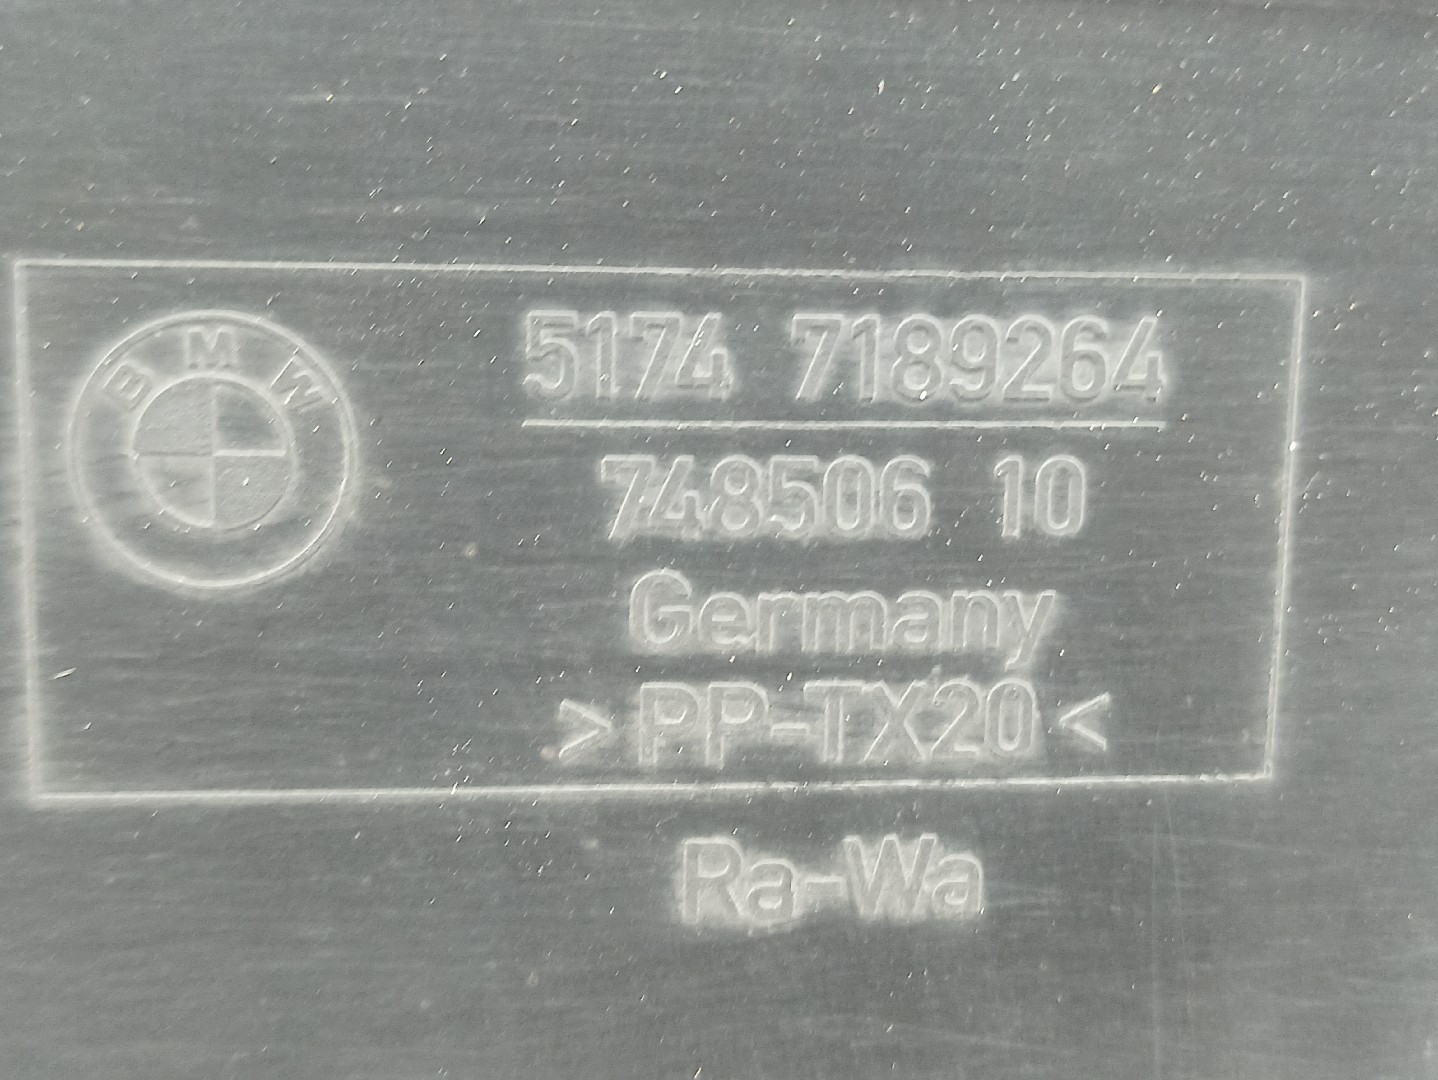 BMW
5174 7189264
748506 10
Germany
>PP-TX20<
Ra-Wa